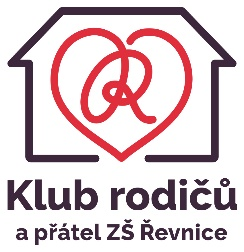 R
Klub rodičů
a přátel ZŠ Řevnice